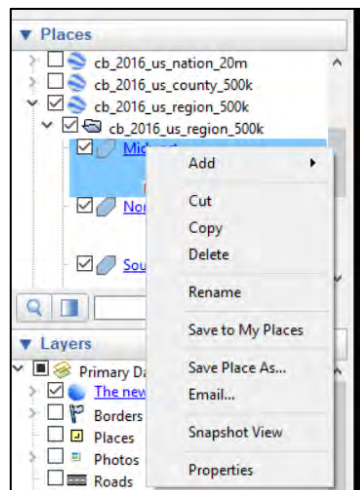 Places
cb_2016_us_nation_20m
cb_2016_us_county_500k
cb_2016_us_region_500k
cb_2016_us_region_500k
Add
Cut
Copy
Delete
Rename
Save to My Places
Save Place As...
Email...
Snapshot View
Properties
Layers
Primary Da
The new
Borders
Places
Photos
Roads